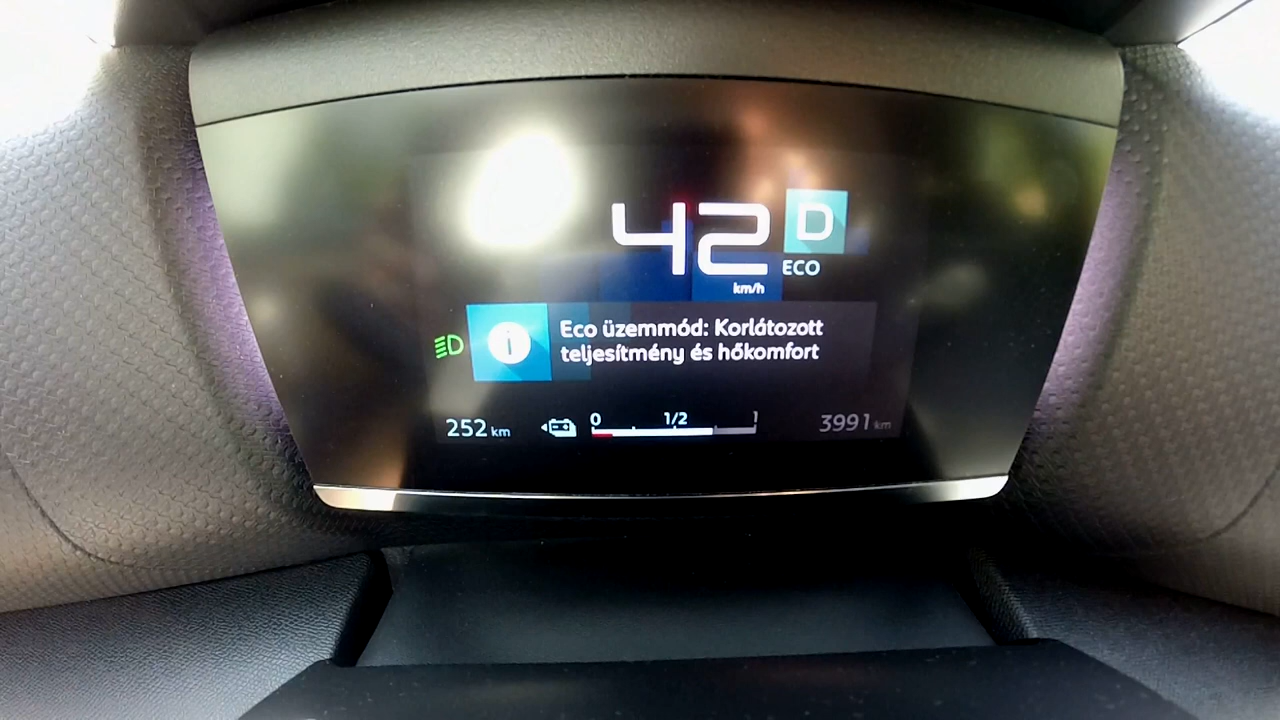 42 D
ECO
km/h
Eco üzemmód: Korlátozott
teljesítmény és hőkomfort
0 1/2 1
252 km 3991 km